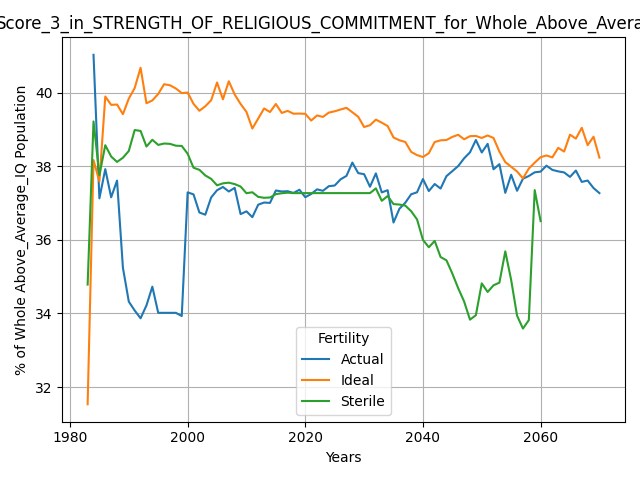 Score_3_in_STRENGTH_OF_RELIGIOUS_COMMITMENT_for_Whole_Above_Avera
% of Whole Above_Average_IQ Population
40
38
36
34
32
Fertility
Actual
Ideal
Sterile
1980
2000
2020
2040
2060
Years